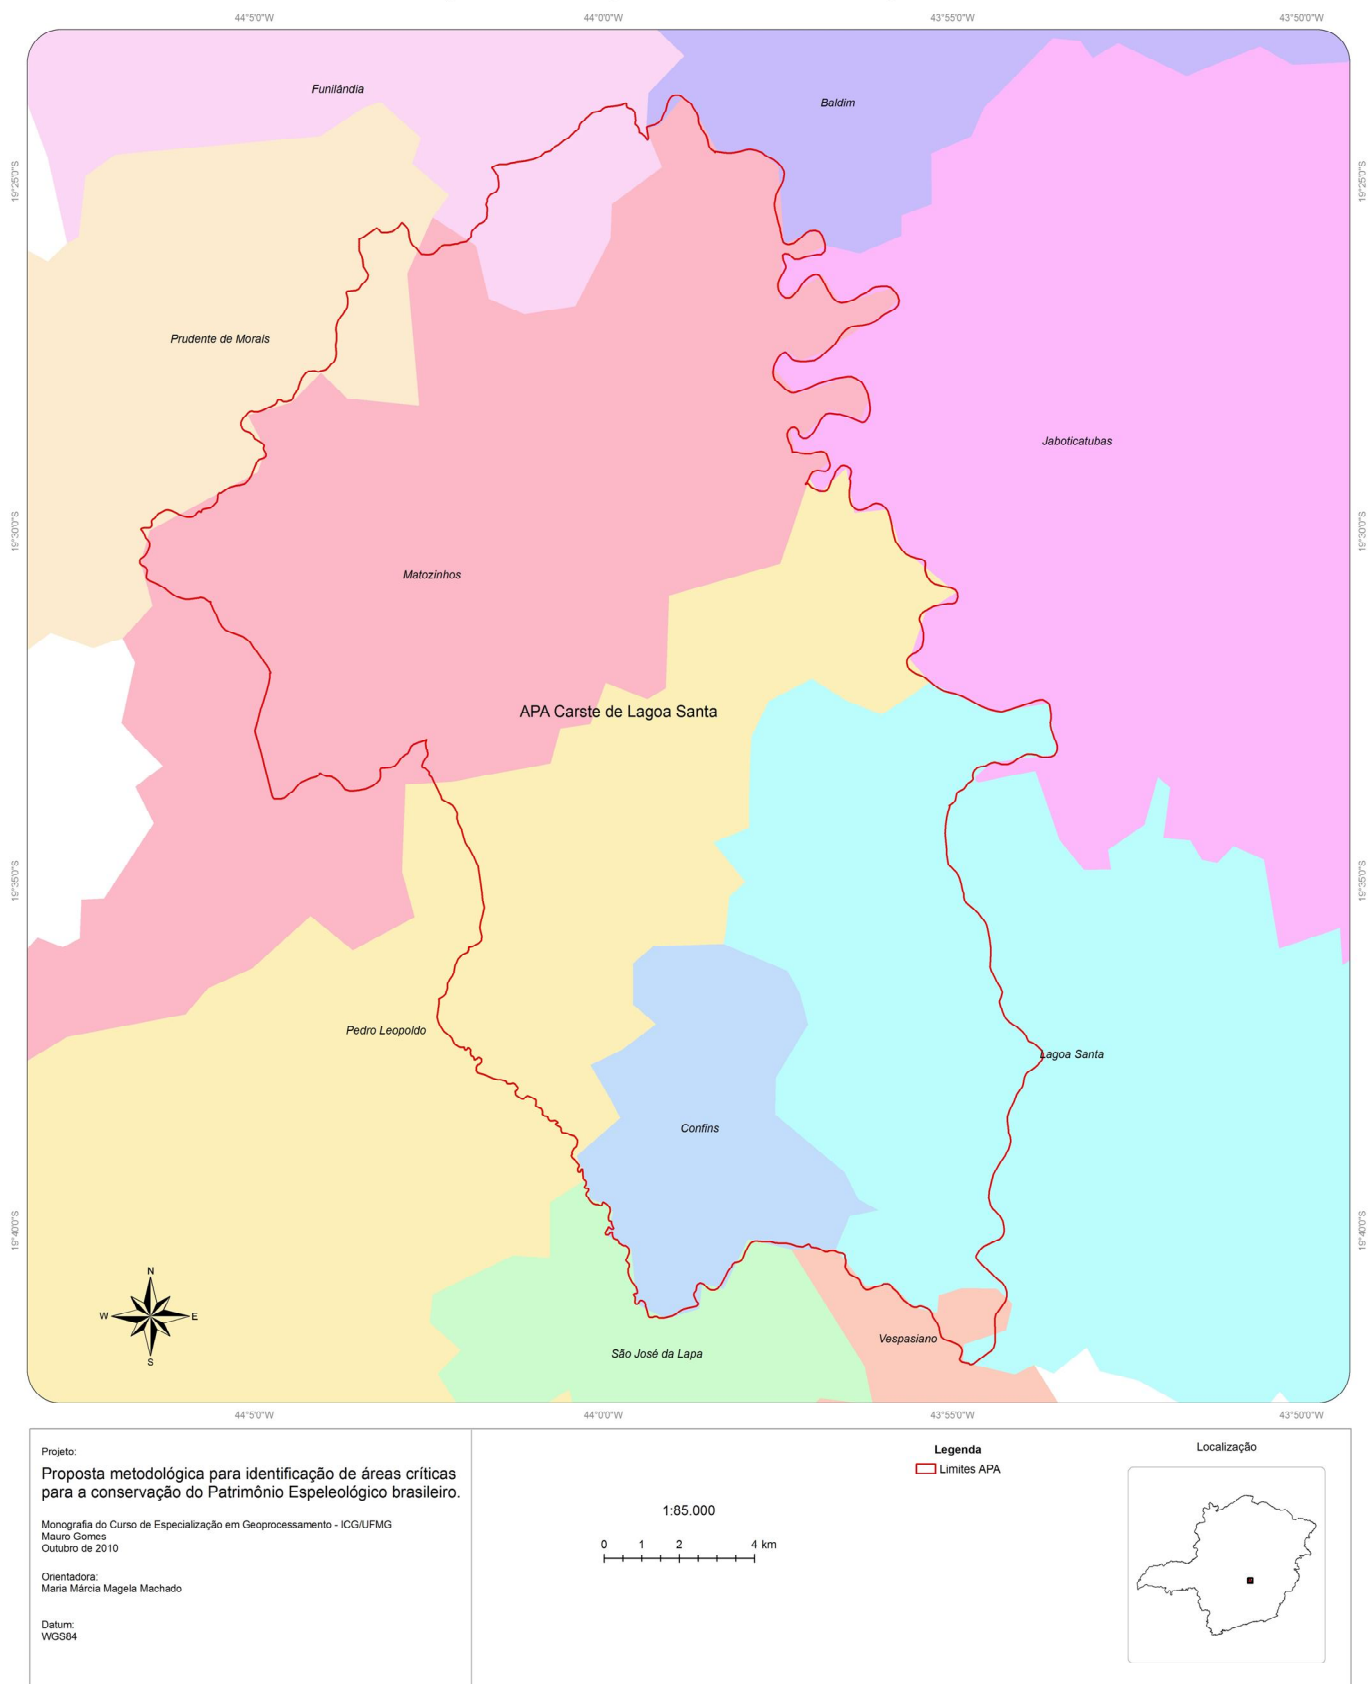 44°5'0"W 44°0'0"W 43°55'0"W 43°50'0"W
Funilândia
Baldim
19°25'0"S 19°25'0"S
Prudente de Morais
Jaboticatubas
19°30'0"S 19°30'0"S
Matozinhos
APA Carste de Lagoa Santa
19°35'0"S 19°35'0"S
Pedro Leopoldo
Lagoa Santa
Confins
19°40'0"S 19°40'0"S
N
W E
S
Vespasiano
São José da Lapa
44°5'0"W 44°0'0"W 43°55'0"W 43°50'0"W
Projeto:
Proposta metodológica para identificação de áreas críticas
para a conservação do Patrimônio Espeleológico brasileiro.
Monografia do Curso de Especialização em Geoprocessamento - ICG/UFMG
Mauro Gomes
Outubro de 2010
Orientadora:
Maria Márcia Magela Machado
Datum:
WGS84
1:85.000
0 1 2 4 km
Legenda
Limites APA
Localização